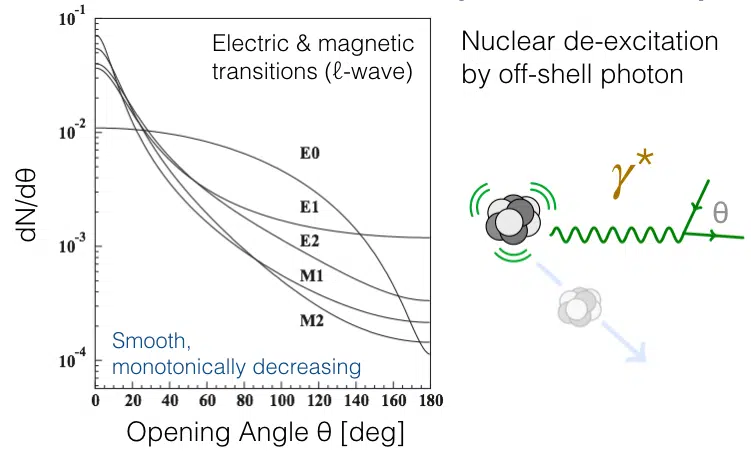 Electric & magnetic
transitions (ℓ-wave)
Nuclear de-excitation
by off-shell photon
dN/dθ
10⁻¹
10⁻²
10⁻³
10⁻⁴
E0
E1
E2
M1
M2
Smooth,
monotonically decreasing
0 20 40 60 80 100 120 140 160 180
Opening Angle θ [deg]
γ*
θ